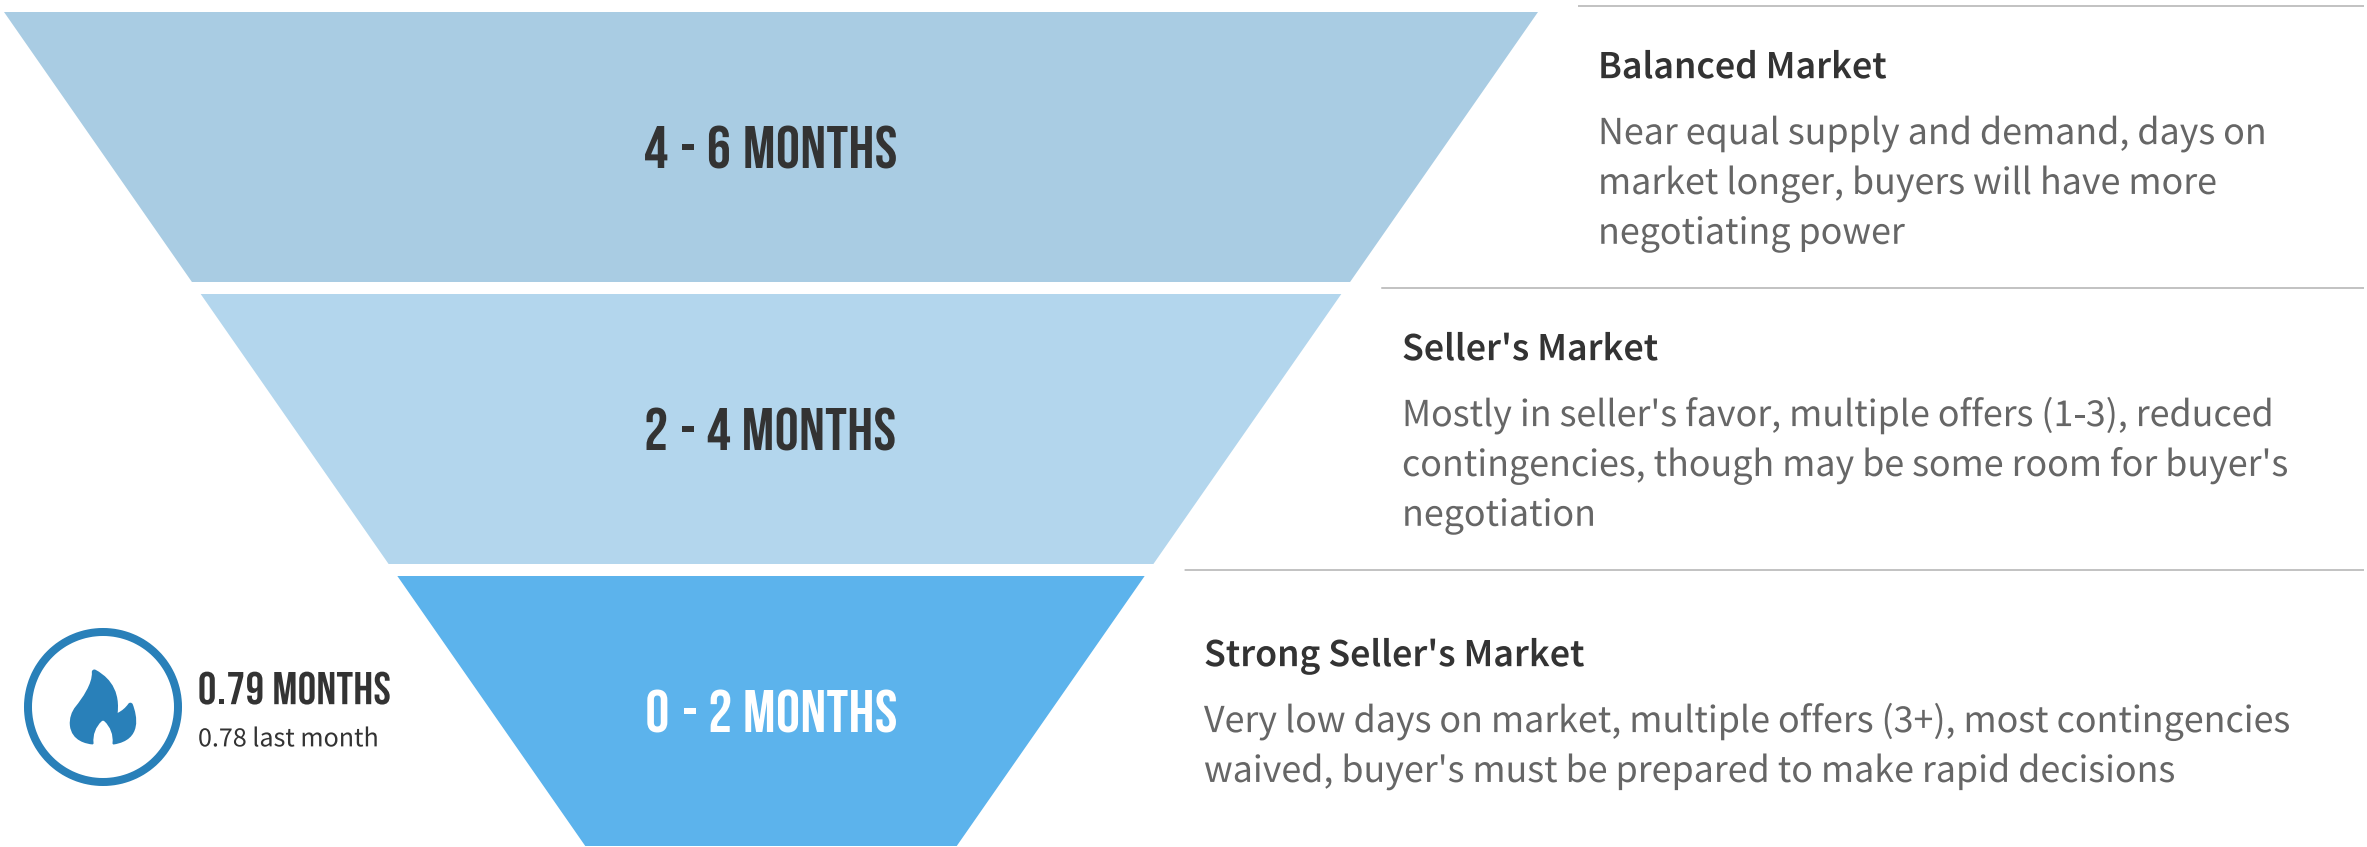 4 - 6 MONTHS
Balanced Market
Near equal supply and demand, days on
market longer, buyers will have more
negotiating power
2 - 4 MONTHS
Seller's Market
Mostly in seller's favor, multiple offers (1-3), reduced
contingencies, though may be some room for buyer's
negotiation
0.79 MONTHS
0.78 last month
0 - 2 MONTHS
Strong Seller's Market
Very low days on market, multiple offers (3+), most contingencies
waived, buyer's must be prepared to make rapid decisions